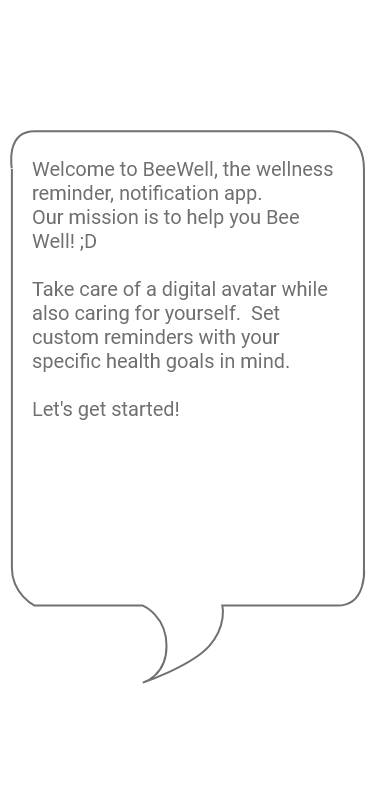 Welcome to BeeWell, the wellness
reminder, notification app.
Our mission is to help you Bee
Well! ;D
Take care of a digital avatar while
also caring for yourself.  Set
custom reminders with your
specific health goals in mind.
Let's get started!